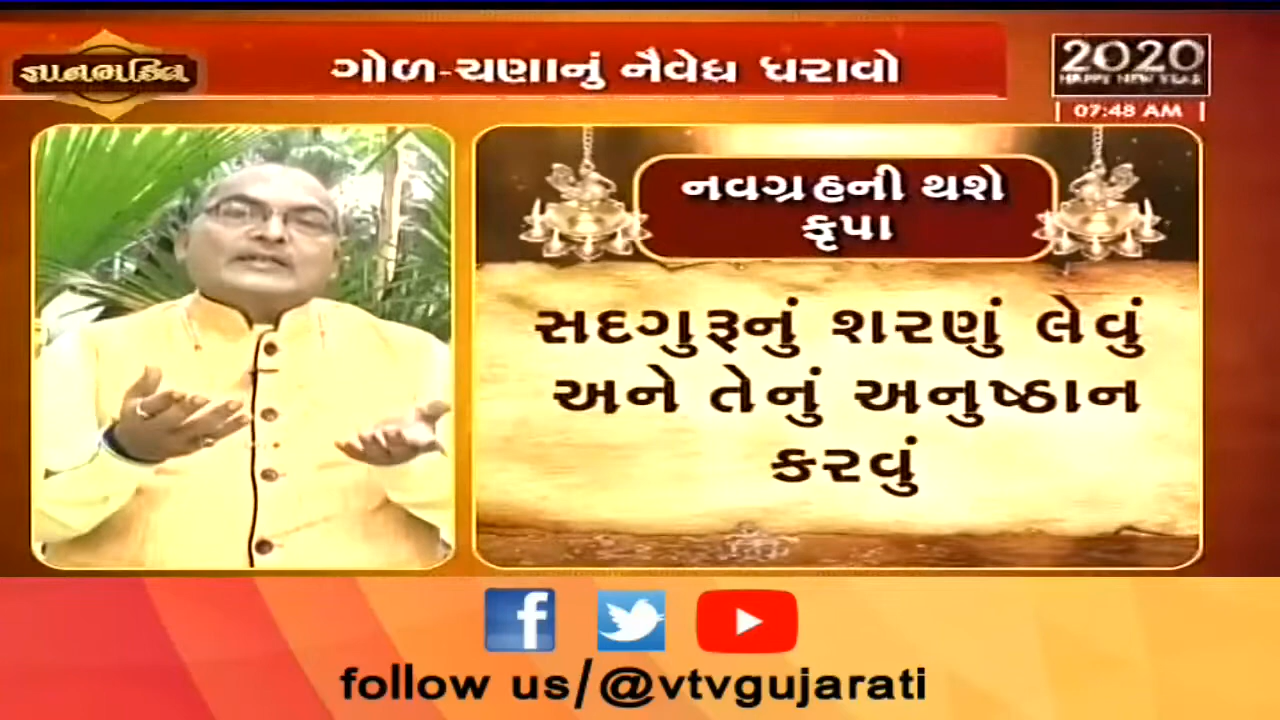 જ્ઞાનભક્તિ
ગોળ-ચણાનું નૈવેદ્ય ધરાવો
2020
HAPPY NEW YEAR
07:48 AM
નવગ્રહની થશે
કૃપા
સદગુરૂનું શરણું લેવું
અને તેનું અનુષ્ઠાન
કરવું
follow us/@vtvgujarati